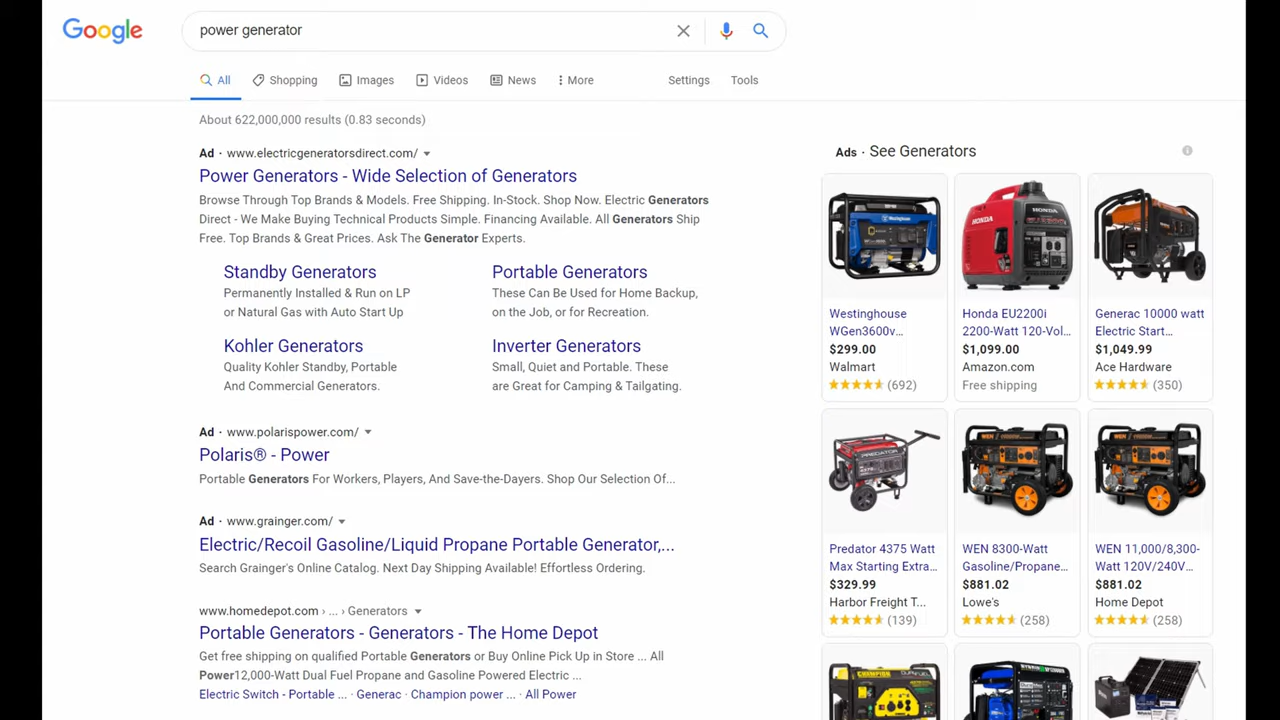 Google
power generator
All
Shopping
Images
Videos
News
More
Settings
Tools
About 622,000,000 results (0.83 seconds)
Ad · www.electricgeneratorsdirect.com/
Power Generators - Wide Selection of Generators
Browse Through Top Brands & Models. Free Shipping. In-Stock. Shop Now. Electric Generators
Direct - We Make Buying Technical Products Simple. Financing Available. All Generators Ship
Free. Top Brands & Great Prices. Ask The Generator Experts.
Standby Generators
Permanently Installed & Run on LP
or Natural Gas with Auto Start Up
Portable Generators
These Can Be Used for Home Backup,
on the Job, or for Recreation.
Kohler Generators
Quality Kohler Standby, Portable
And Commercial Generators.
Inverter Generators
Small, Quiet and Portable. These
are Great for Camping & Tailgating.
Ad · www.polarispower.com/
Polaris® - Power
Portable Generators For Workers, Players, And Save-the-Dayers. Shop Our Selection Of...
Ad · www.grainger.com/
Electric/Recoil Gasoline/Liquid Propane Portable Generator,...
Search Grainger's Online Catalog. Next Day Shipping Available! Effortless Ordering.
www.homedepot.com › ... › Generators
Portable Generators - Generators - The Home Depot
Get free shipping on qualified Portable Generators or Buy Online Pick Up in Store ... All
Power12,000-Watt Dual Fuel Propane and Gasoline Powered Electric ...
Electric Switch - Portable ... · Generac · Champion power ... · All Power
Ads · See Generators
Westinghouse
HONDA
HONDA
Westinghouse
WGen3600v...
$299.00
Walmart
(692)
Honda EU2200i
2200-Watt 120-Vol...
$1,099.00
Amazon.com
Free shipping
Generac 10000 watt
Electric Start...
$1,049.99
Ace Hardware
(350)
PREDATOR
WEN
WEN
Predator 4375 Watt
Max Starting Extra...
$329.99
Harbor Freight T...
(139)
WEN 8300-Watt
Gasoline/Propane...
$881.02
Lowe's
(258)
WEN 11,000/8,300-
Watt 120V/240V...
$881.02
Home Depot
(258)
CHAMPION